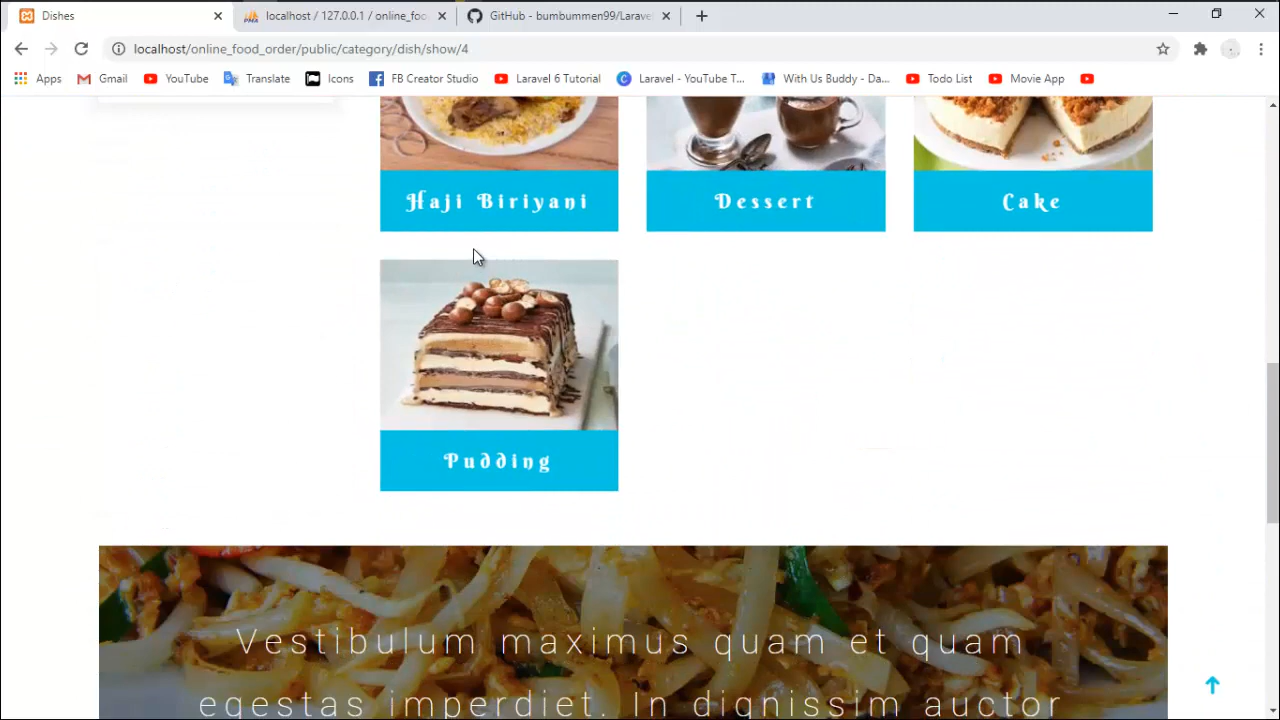 Dishes
localhost / 127.0.0.1 / online_foo
GitHub - bumbummen99/Laravel
localhost/online_food_order/public/category/dish/show/4
Apps
Gmail
YouTube
Translate
Icons
FB Creator Studio
Laravel 6 Tutorial
Laravel - YouTube T...
With Us Buddy - Da...
Todo List
Movie App
Haji Biriyani
Dessert
Cake
Pudding
Vestibulum maximus quam et quam
egestas imperdiet. In dignissim auctor